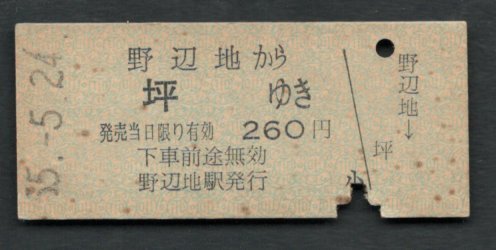 55.-5.24
野辺地から
坪 ゆき
発売当日限り有効 260円
下車前途無効
野辺地駅発行
小
野辺地→
坪